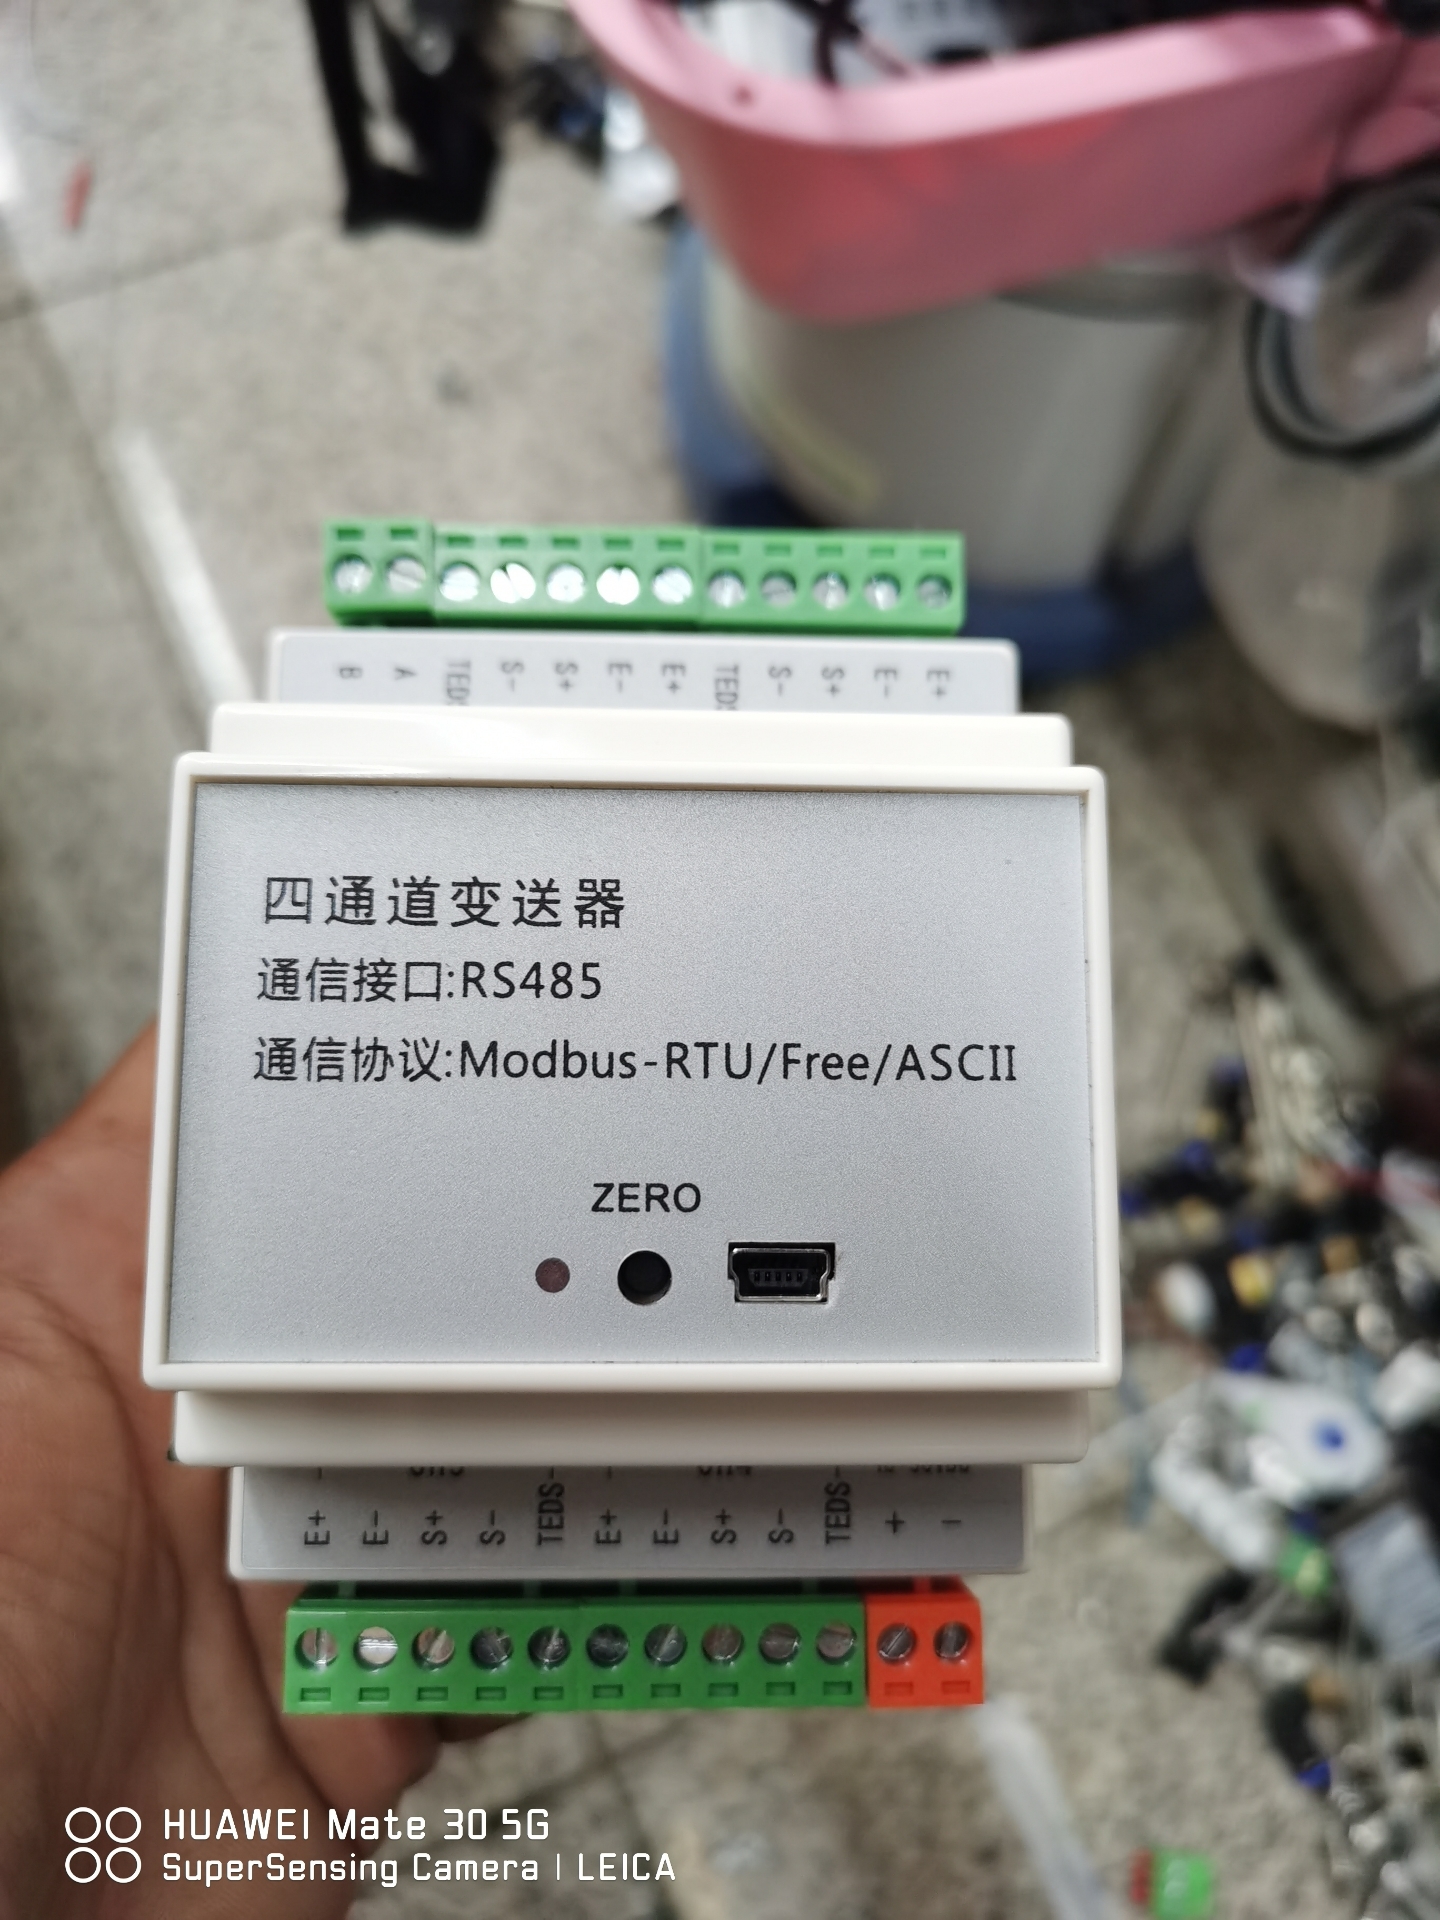 B A TEDS S- S+ E- E+ TEDS S- S+ E- E+
四通道变送器
通信接口:RS485
通信协议:Modbus-RTU/Free/ASCII
ZERO
E+ E- S+ S- TEDS- E+ E- S+ S- TEDS- + -
HUAWEI Mate 30 5G
SuperSensing Camera | LEICA